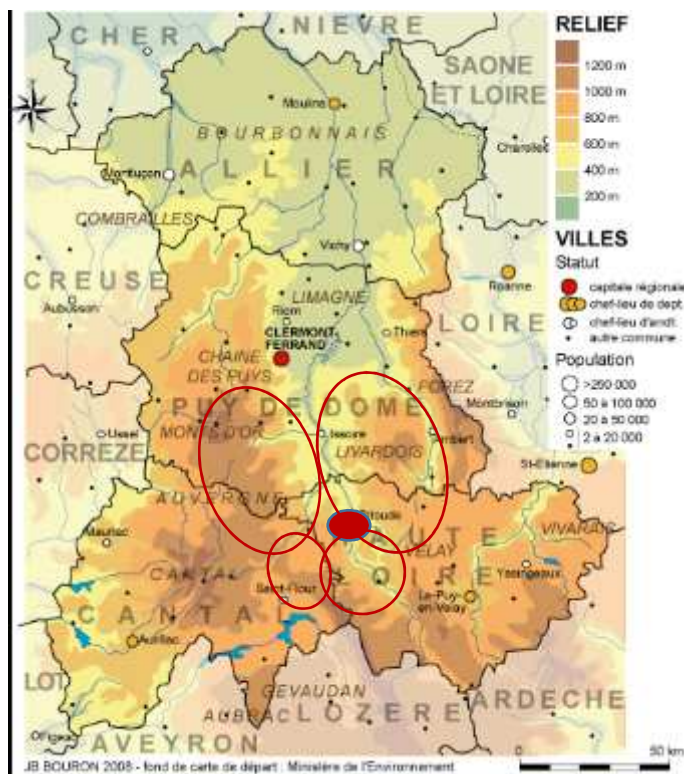 NIEVRE
CHER
SAONE
ET LOIRE
Moulins
BOURBONNAIS
ALLIER
Montluçon
Charolles
COMBRAILLES
Vichy
CREUSE
Aubusson
Roanne
LIMAGNE
Riom
Thiers
LOIRE
CLERMONT-
FERRAND
CHAINE
DES PUYS
FOREZ
Montbrison
PUY DE DOME
MONTS D'OR
Ussel
Issoire
Ambert
LIVARDOIS
CORREZE
St-Etienne
AUVERGNE
Mauriac
VIVARAIS
VELAY
Yssingeaux
CANTAL
Saint-Flour
LOIRE
Le-Puy-
en-Velay
CANTAL
Aurillac
LOT
GEVAUDAN
AUBRAC
LOZERE
ARDECHE
AVEYRON
RELIEF
1200 m
1000 m
800 m
600 m
400 m
200 m
VILLES
Statut
capitale régionale
chef-lieu de dept.
chef-lieu d'arrdt.
autre commune
Population
>250 000
50 à 100 000
20 à 50 000
2 à 20 000
0
50 km
JB BOURON 2008 - fond de carte de départ : Ministère de l'Environnement